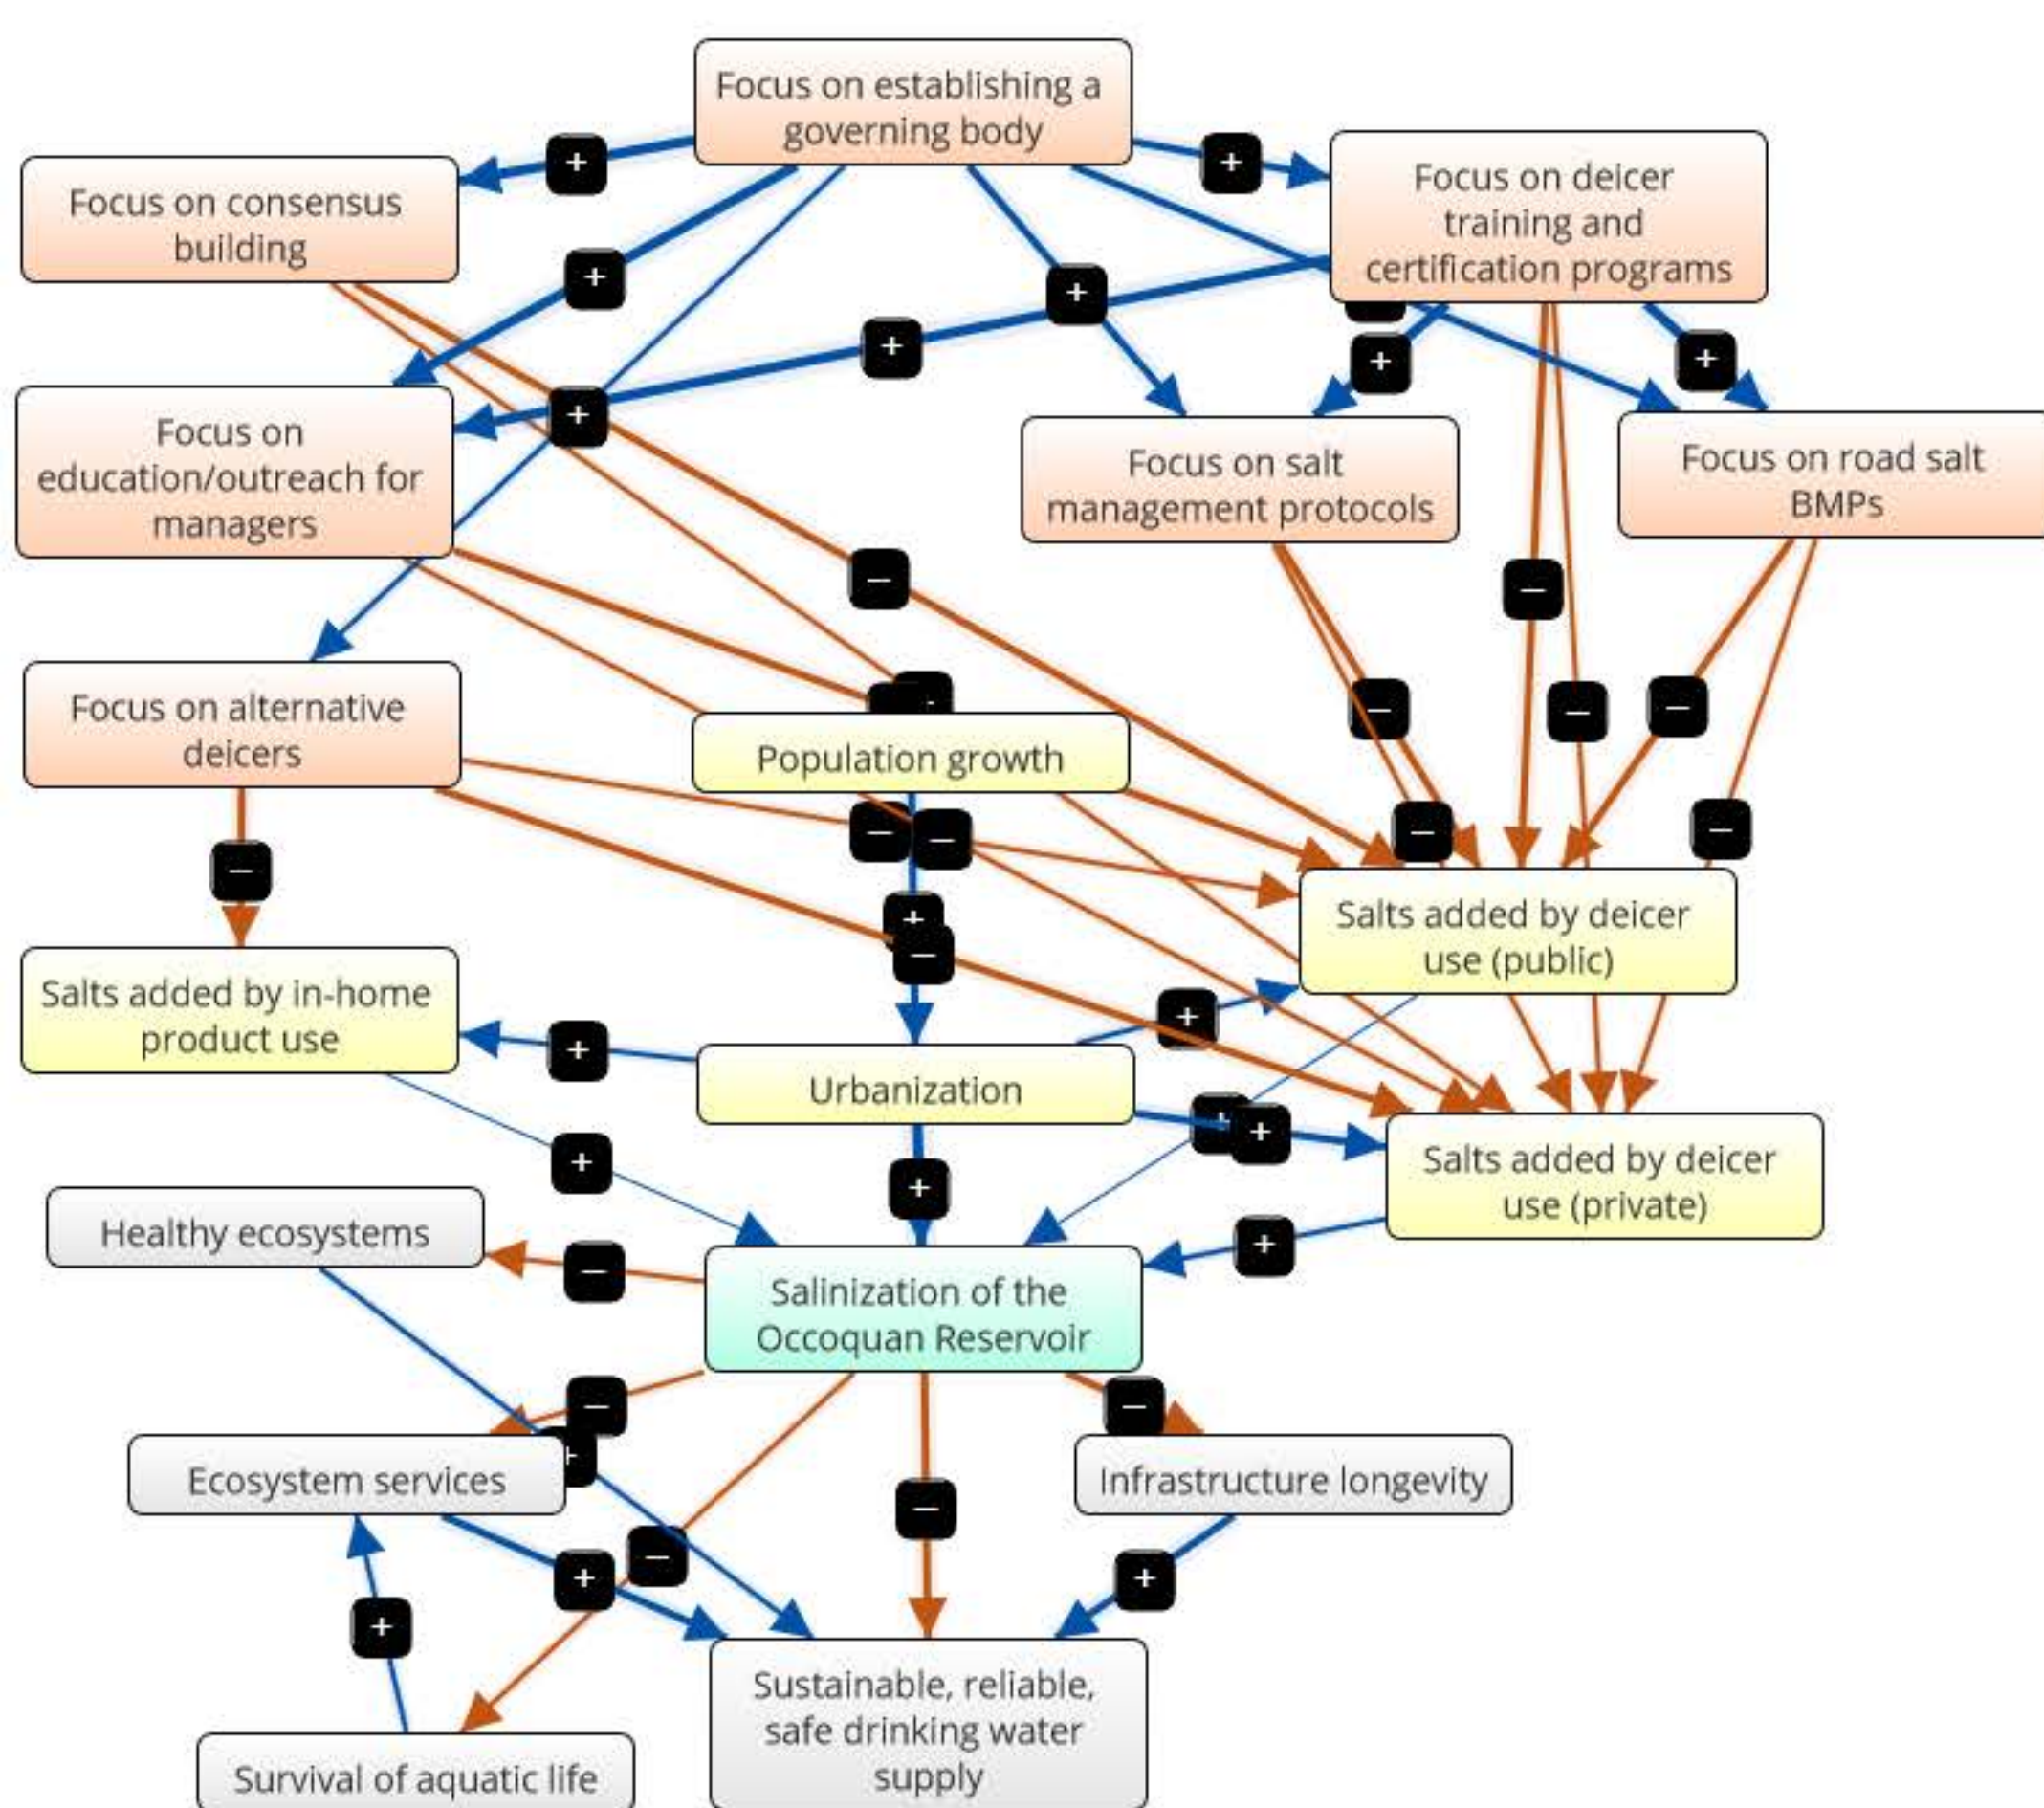 Focus on establishing a
governing body
Focus on consensus
building
Focus on deicer
training and
certification programs
Focus on
education/outreach for
managers
Focus on salt
management protocols
Focus on road salt
BMPs
Focus on alternative
deicers
Population growth
Salts added by deicer
use (public)
Salts added by in-home
product use
Urbanization
Salts added by deicer
use (private)
Healthy ecosystems
Salinization of the
Occoquan Reservoir
Ecosystem services
Infrastructure longevity
Sustainable, reliable,
safe drinking water
supply
Survival of aquatic life